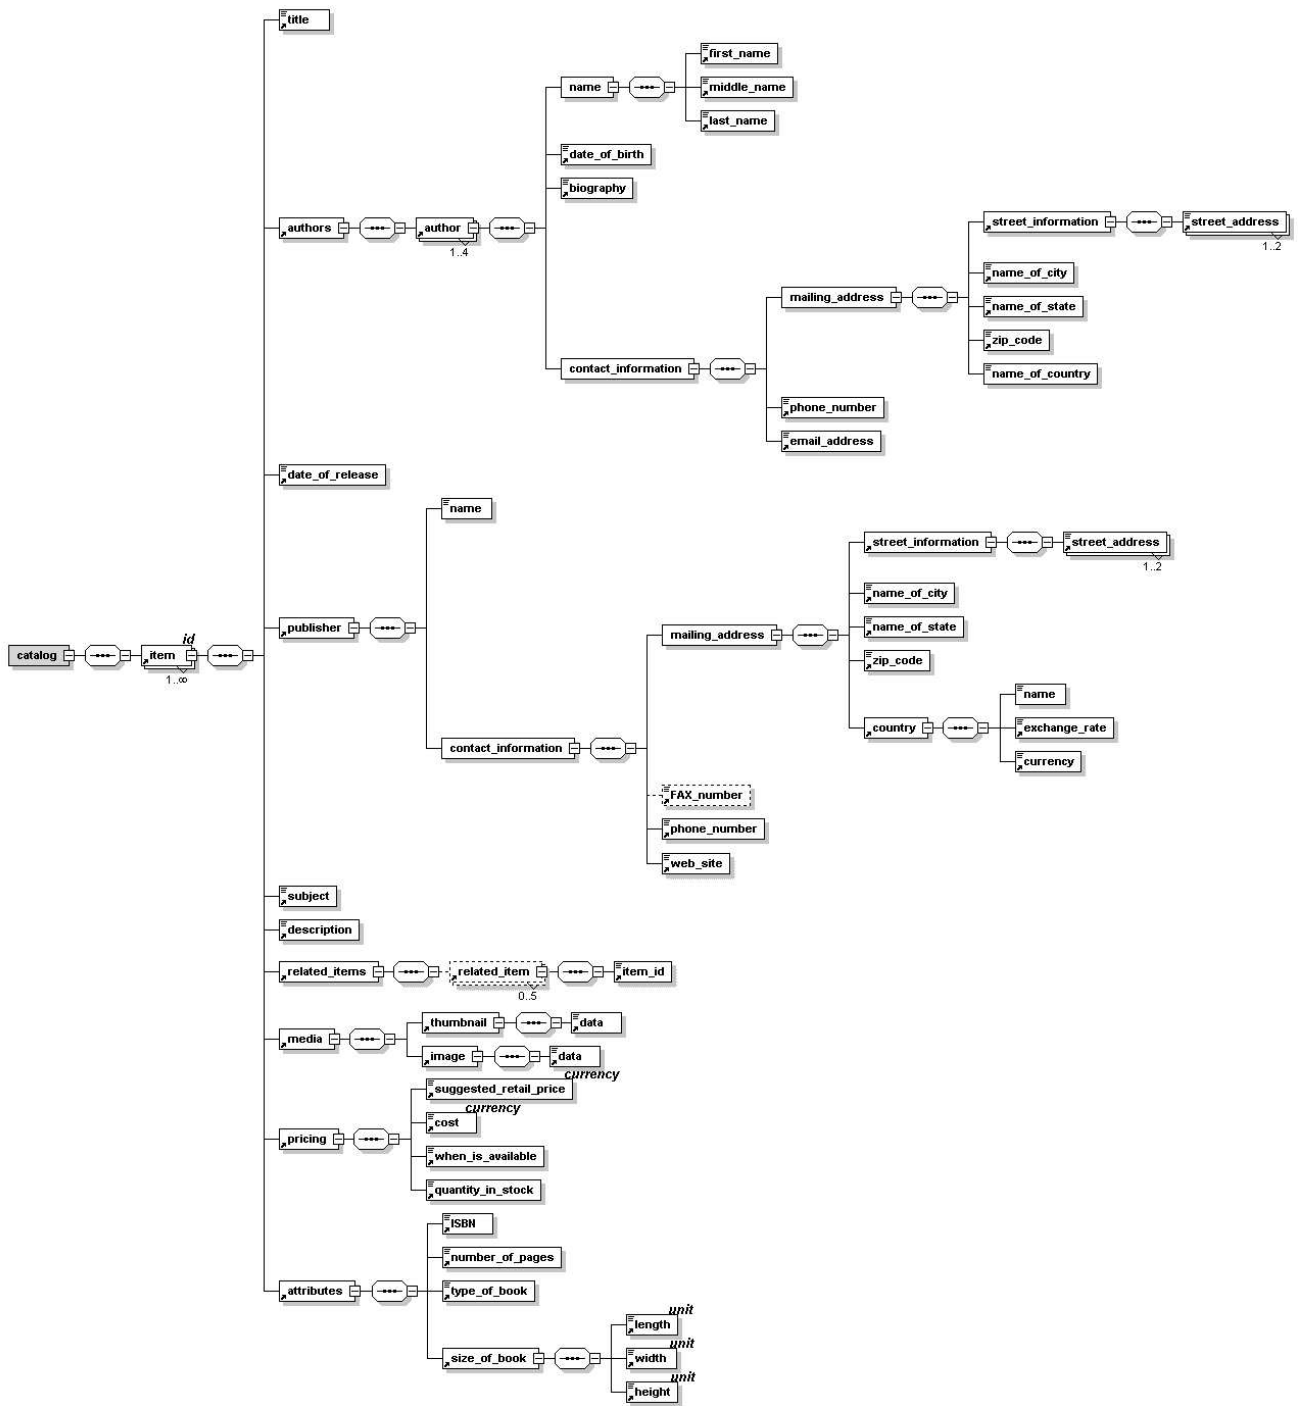 title
first_name
name
middle_name
last_name
date_of_birth
biography
authors
author
1..4
street_information
street_address
1..2
name_of_city
mailing_address
name_of_state
zip_code
name_of_country
contact_information
phone_number
email_address
date_of_release
name
street_information
street_address
1..2
name_of_city
publisher
mailing_address
name_of_state
id
catalog
item
1..∞
zip_code
name
country
exchange_rate
currency
contact_information
FAX_number
phone_number
web_site
subject
description
related_items
related_item
item_id
0..5
thumbnail
data
media
image
data
currency
suggested_retail_price
currency
cost
pricing
when_is_available
quantity_in_stock
ISBN
number_of_pages
attributes
type_of_book
unit
length
unit
size_of_book
width
unit
height